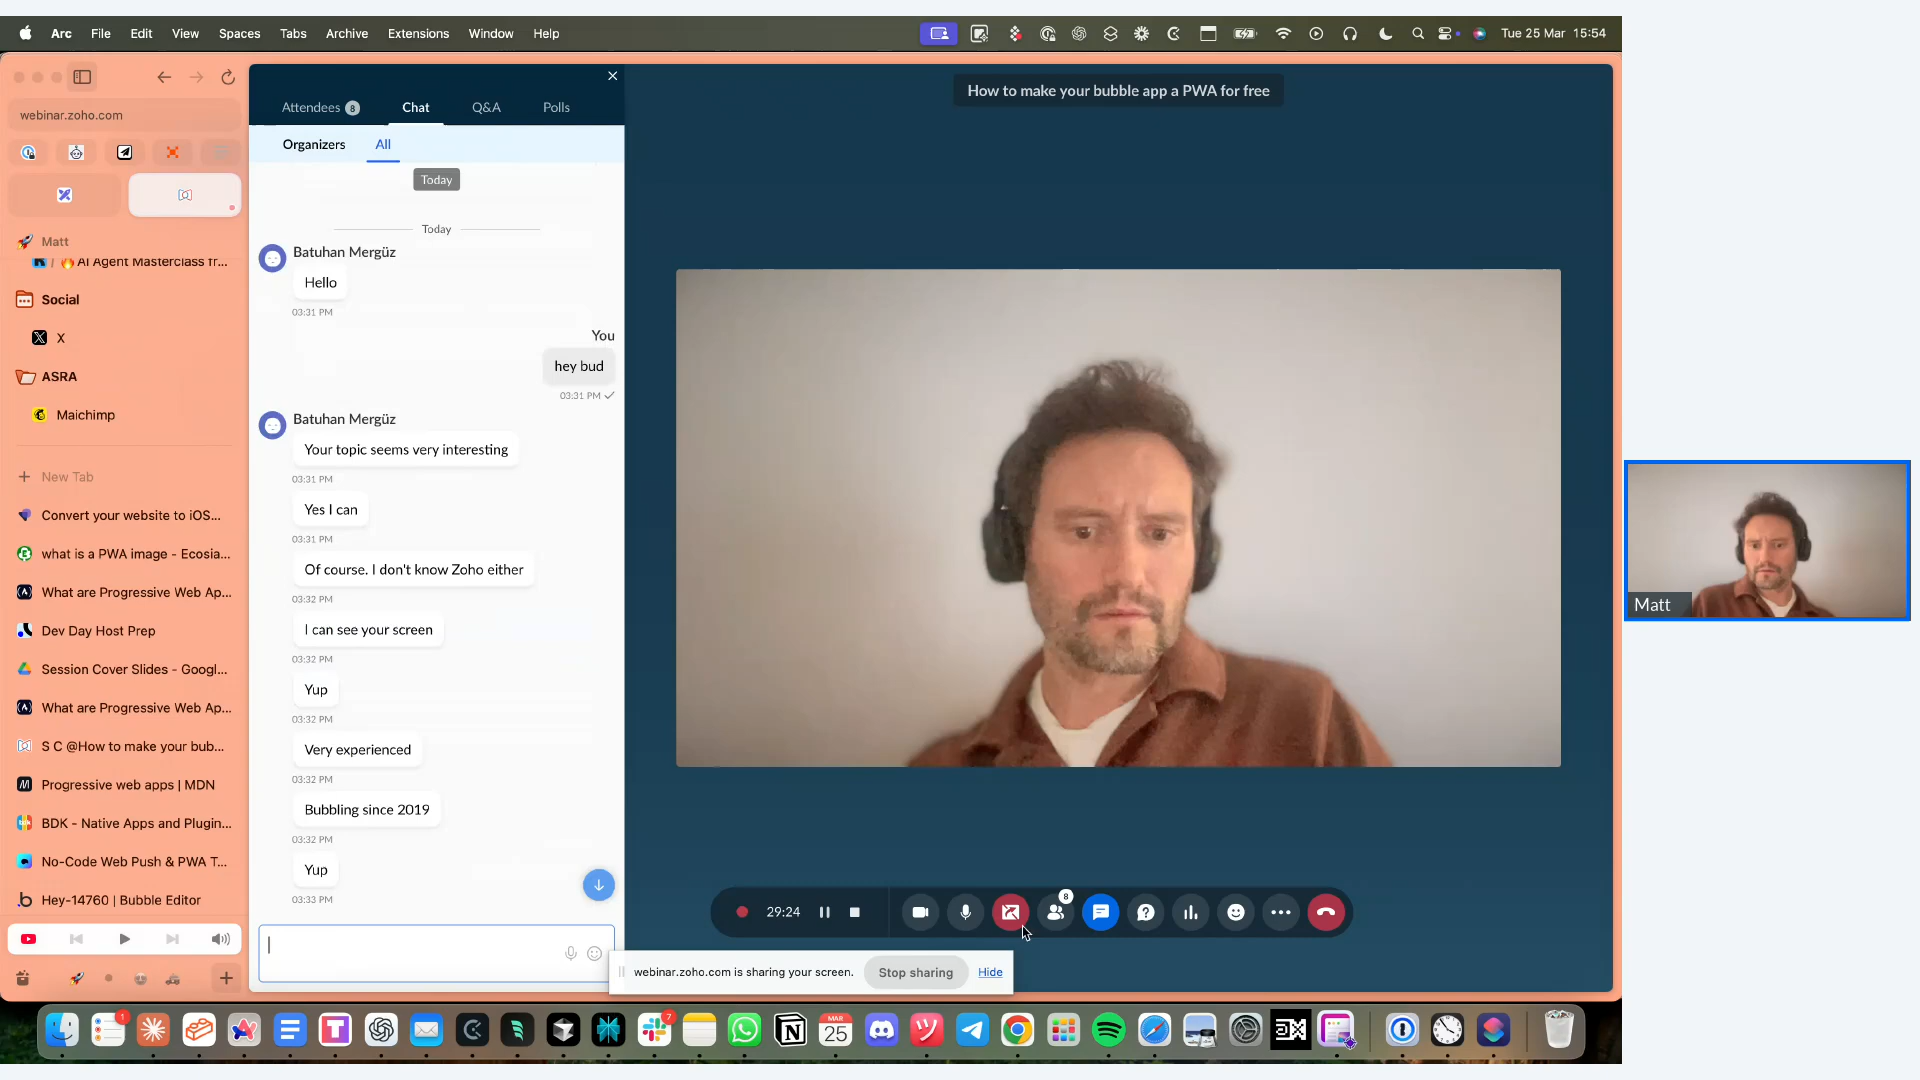 Arc File Edit View Spaces Tabs Archive Extensions Window Help Tue 25 Mar 15:54
webinar.zoho.com
Matt
AI Agent Masterclass fr...
Social
X
ASRA
Maichimp
New Tab
Convert your website to iOS...
what is a PWA image - Ecosia...
What are Progressive Web Ap...
Dev Day Host Prep
Session Cover Slides - Googl...
What are Progressive Web Ap...
S C @How to make your bub...
Progressive web apps | MDN
BDK - Native Apps and Plugin...
No-Code Web Push & PWA T...
Hey-14760 | Bubble Editor
Attendees 8 Chat Q&A Polls
Organizers All
Today
Today
Batuhan Mergüz
Hello
03:31 PM
You
hey bud
03:31 PM
Batuhan Mergüz
Your topic seems very interesting
03:31 PM
Yes I can
03:31 PM
Of course. I don't know Zoho either
03:32 PM
I can see your screen
03:32 PM
Yup
03:32 PM
Very experienced
03:32 PM
Bubbling since 2019
03:32 PM
Yup
03:33 PM
How to make your bubble app a PWA for free
29:24
8
webinar.zoho.com is sharing your screen. Stop sharing Hide
Matt
1
7
MAR
25